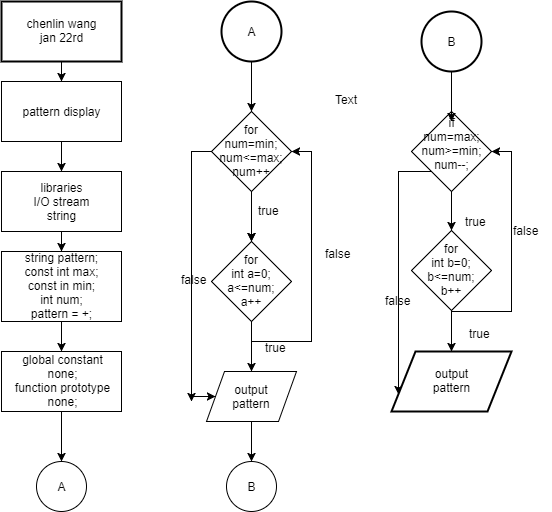 chenlin wang
jan 22rd
pattern display
libraries
I/O stream
string
string pattern;
const int max;
const in min;
int num;
pattern = +;
global constant
none;
function prototype
none;
A
A
for
num=min;
num<=max;
num++
true
for
int a=0;
a<=num;
a++
false
false
true
output
pattern
B
Text
B
if
num=max;
num>=min;
num--;
true
for
int b=0;
b<=num;
b++
false
false
true
output
pattern